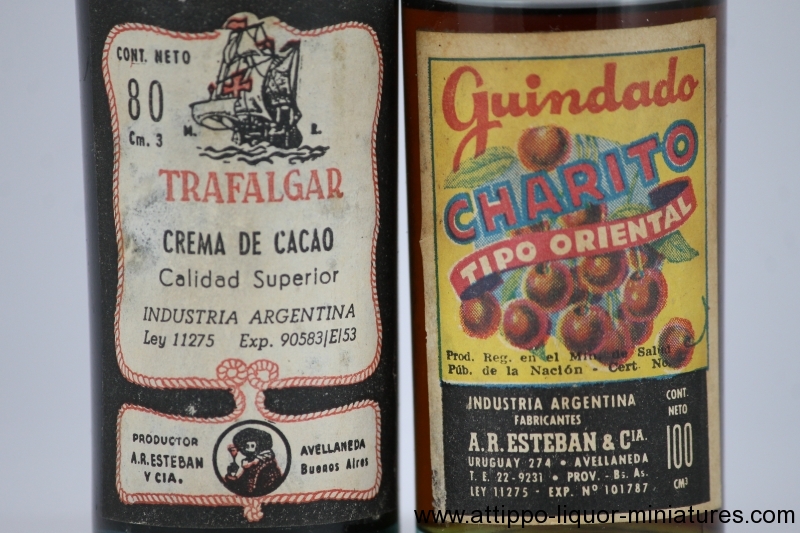 CONT. NETO
80
Cm. 3
M. E.
TRAFALGAR
CREMA DE CACAO
Calidad Superior
INDUSTRIA ARGENTINA
Ley 11275 Exp. 90583/E/53
PRODUCTOR
A.R. ESTEBAN
Y CIA.
AVELLANEDA
Buenos Aires
Guindado
CHARITO
TIPO ORIENTAL
Prod. Reg. en el Min. de Salud
Púb. de la Nación - Cert. No.
INDUSTRIA ARGENTINA
FABRICANTES
A.R. ESTEBAN & CIA.
URUGUAY 274 • AVELLANEDA
T. E. 22-9231 • PROV. - Bs. As.
LEY 11275 - EXP. Nº 101787
CONT.
NETO
100
CM³
www.attippo-liquor-miniatures.com